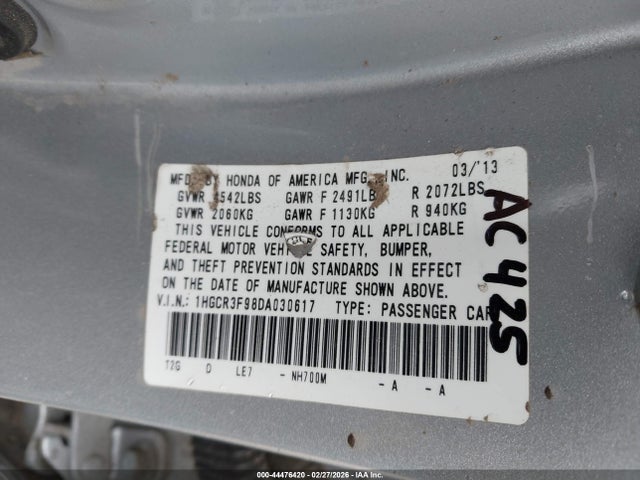 MFD. BY HONDA OF AMERICA MFG., INC. 03/'13
GVWR 4542LBS GAWR F 2491LBS R 2072LBS
GVWR 2060KG GAWR F 1130KG R 940KG
THIS VEHICLE CONFORMS TO ALL APPLICABLE
FEDERAL MOTOR VEHICLE SAFETY, BUMPER,
AND THEFT PREVENTION STANDARDS IN EFFECT
ON THE DATE OF MANUFACTURE SHOWN ABOVE.
V.I.N.: 1HGCR3F98DA030617 TYPE: PASSENGER CAR
T2G D LE7 - NH700M - A - A
AC425
000-44476420 - 02/27/2026 - IAA Inc.